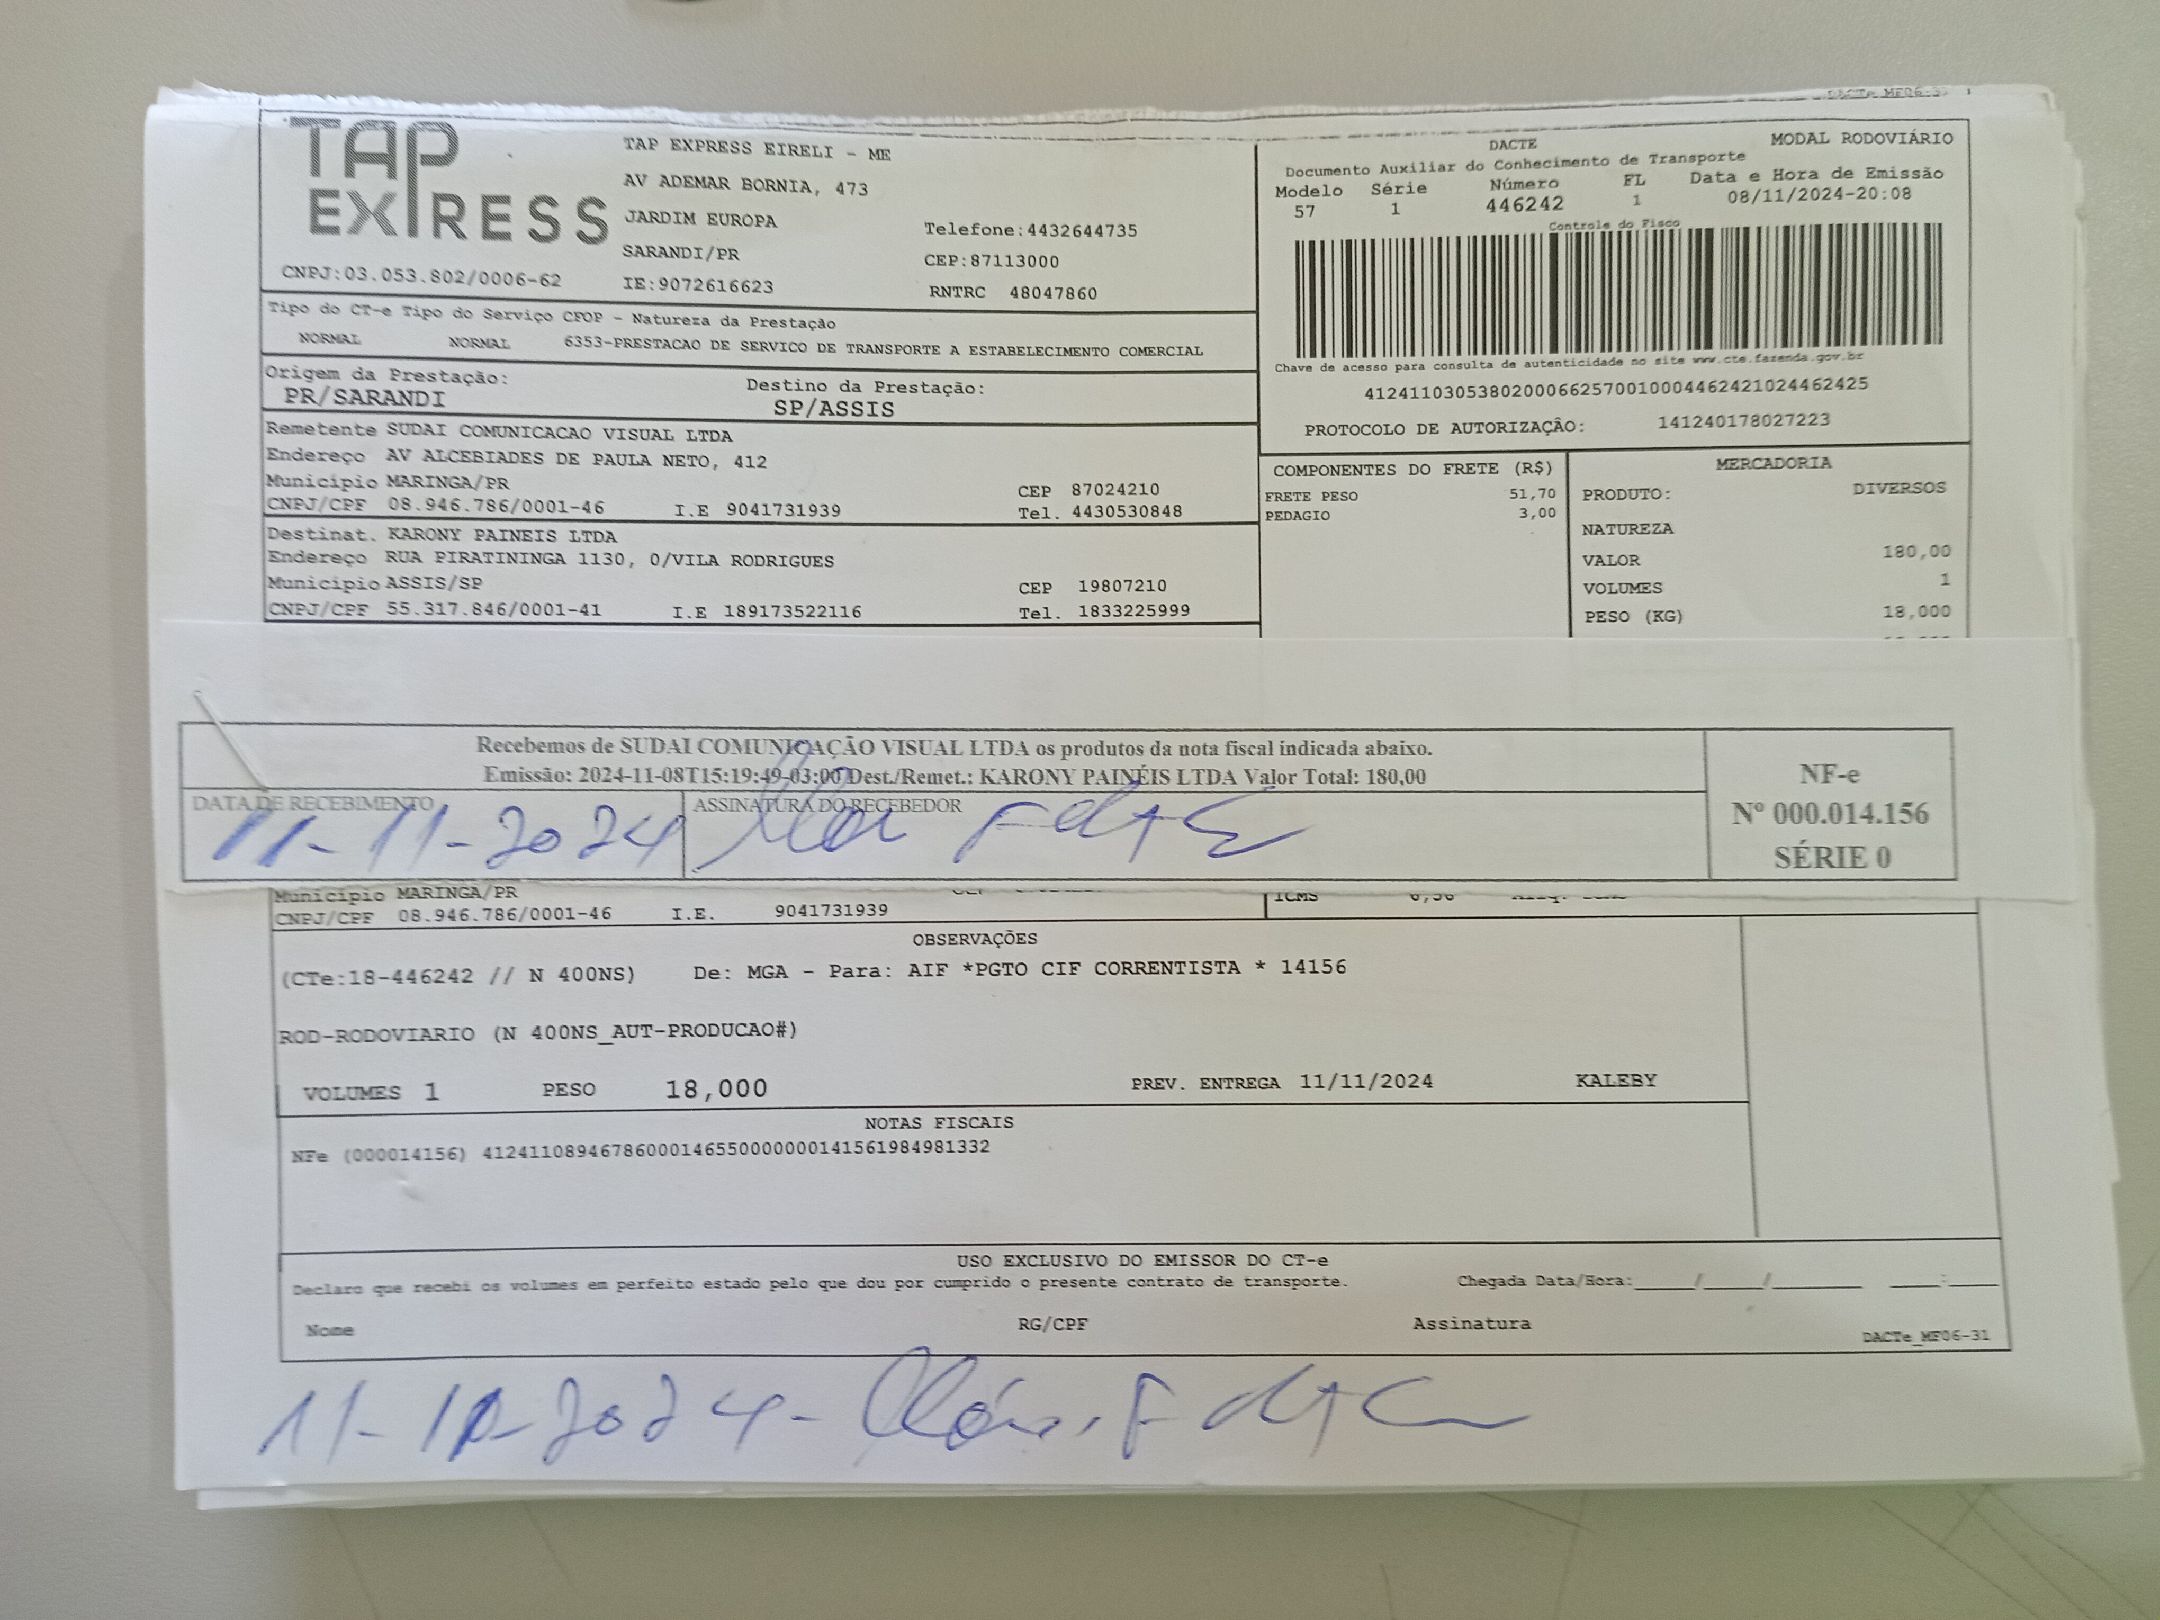 DACTe_MF06-31
TAP
EXPRESS
CNPJ:03.053.802/0006-62
TAP EXPRESS EIRELI - ME
AV ADEMAR BORNIA, 473
JARDIM EUROPA
SARANDI/PR
IE:9072616623
Telefone:4432644735
CEP:87113000
RNTRC 48047860
DACTE MODAL RODOVIÁRIO
Documento Auxiliar do Conhecimento de Transporte
Modelo Série Número FL Data e Hora de Emissão
57 1 446242 1 08/11/2024-20:08
Controle do Fisco
Chave de acesso para consulta de autenticidade no site www.cte.fazenda.gov.br
41241103053802000662570010004462421024462425
PROTOCOLO DE AUTORIZAÇÃO: 141240178027223
Tipo do CT-e Tipo do Serviço CFOP - Natureza da Prestação
NORMAL NORMAL 6353-PRESTACAO DE SERVICO DE TRANSPORTE A ESTABELECIMENTO COMERCIAL
Origem da Prestação: Destino da Prestação:
PR/SARANDI SP/ASSIS
Remetente SUDAI COMUNICACAO VISUAL LTDA
Endereço AV ALCEBIADES DE PAULA NETO, 412
Município MARINGA/PR CEP 87024210
CNPJ/CPF 08.946.786/0001-46 I.E 9041731939 Tel. 4430530848
Destinat. KARONY PAINEIS LTDA
Endereço RUA PIRATININGA 1130, 0/VILA RODRIGUES
Município ASSIS/SP CEP 19807210
CNPJ/CPF 55.317.846/0001-41 I.E 189173522116 Tel. 1833225999
COMPONENTES DO FRETE (R$)
FRETE PESO 51,70
PEDAGIO 3,00
MERCADORIA
PRODUTO: DIVERSOS
NATUREZA
VALOR 180,00
VOLUMES 1
PESO (KG) 18,000
Recebemos de SUDAI COMUNICAÇÃO VISUAL LTDA os produtos da nota fiscal indicada abaixo.
Emissão: 2024-11-08T15:19:49-03:00 Dest./Remet.: KARONY PAINÉIS LTDA Valor Total: 180,00
DATA DE RECEBIMENTO ASSINATURA DO RECEBEDOR
11-11-2024
NF-e
Nº 000.014.156
SÉRIE 0
Município MARINGA/PR
CNPJ/CPF 08.946.786/0001-46 I.E. 9041731939
ICMS
OBSERVAÇÕES
(CTe:18-446242 // N 400NS) De: MGA - Para: AIF *PGTO CIF CORRENTISTA * 14156
ROD-RODOVIARIO (N 400NS_AUT-PRODUCAO#)
VOLUMES 1 PESO 18,000 PREV. ENTREGA 11/11/2024 KALEBY
NOTAS FISCAIS
NFe (000014156) 41241108946786000146550000000141561984981332
USO EXCLUSIVO DO EMISSOR DO CT-e
Declaro que recebi os volumes em perfeito estado pelo que dou por cumprido o presente contrato de transporte. Chegada Data/Hora:____/____/____ ____:____
Nome RG/CPF Assinatura
DACTe_MF06-31
11-11-2024-